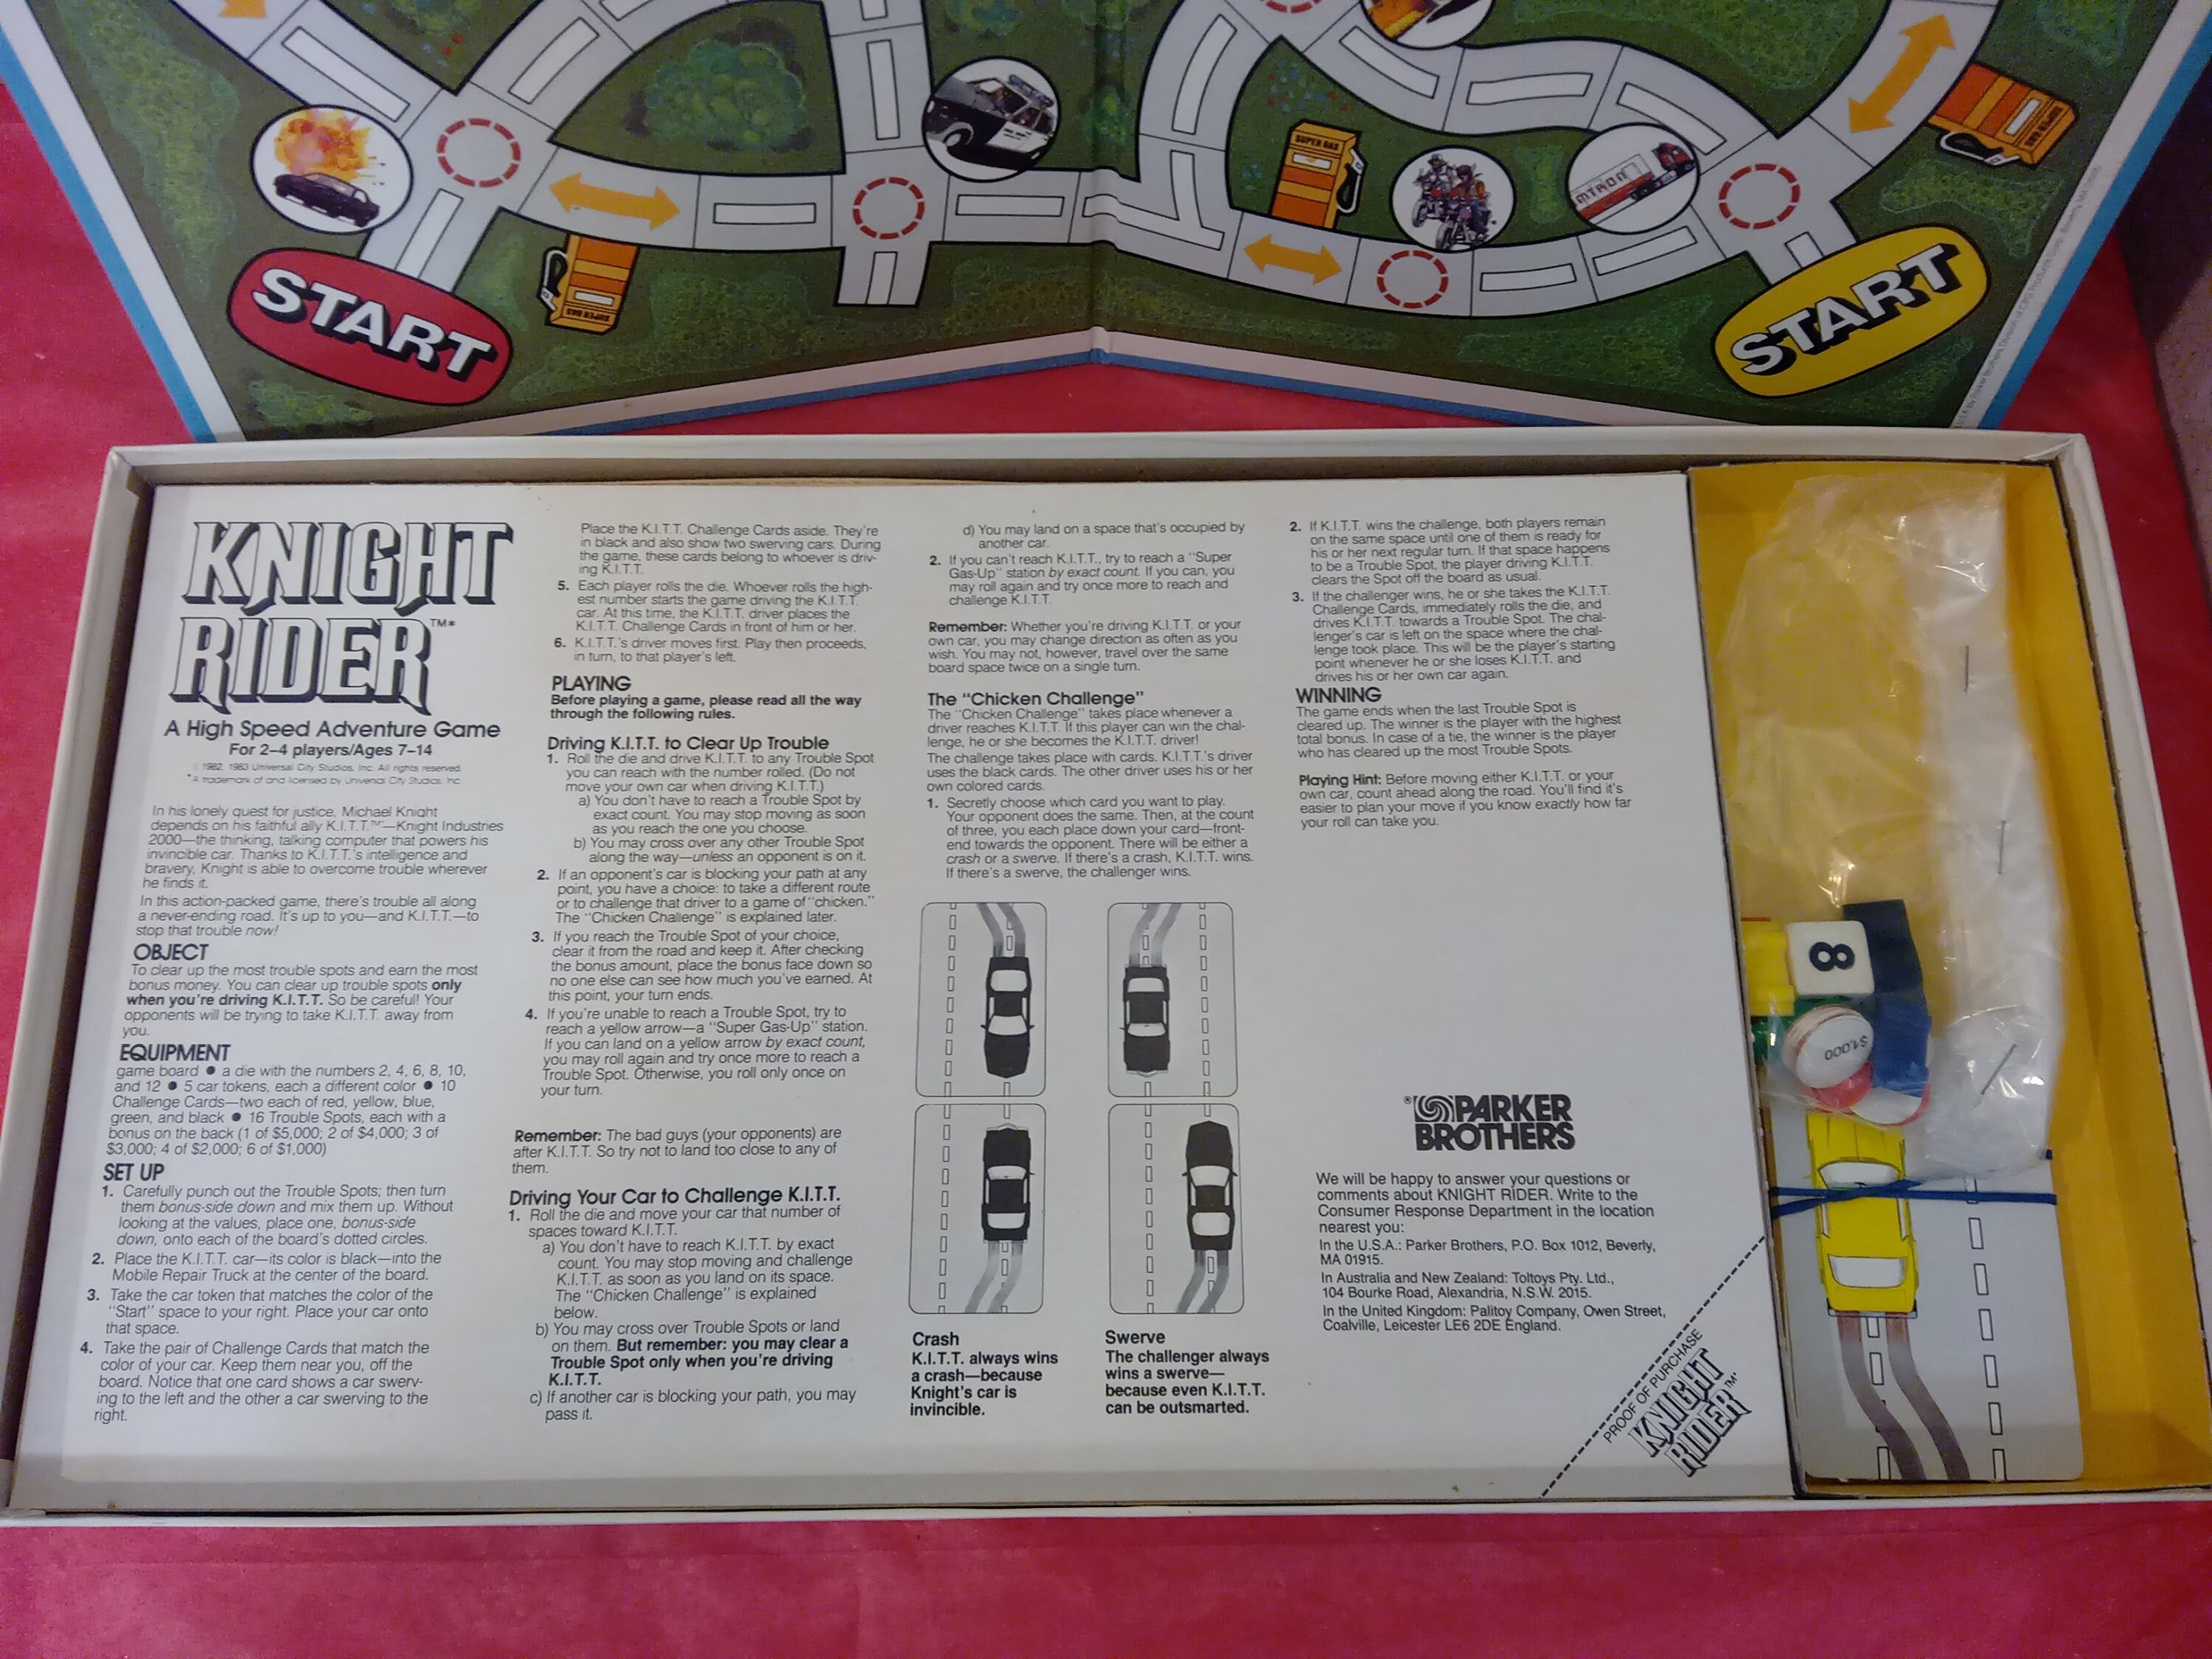 SUPER GAS
SUPER GAS
SUPER GAS
START
START
KNIGHT
RIDER™*
A High Speed Adventure Game
For 2–4 players/Ages 7–14
© 1982, 1983 Universal City Studios, Inc. All rights reserved.
*A trademark of and licensed by Universal City Studios, Inc.
In his lonely quest for justice, Michael Knight
depends on his faithful ally K.I.T.T.™—Knight Industries
2000—the thinking, talking computer that powers his
invincible car. Thanks to K.I.T.T.'s intelligence and
bravery, Knight is able to overcome trouble wherever
he finds it.
In this action-packed game, there's trouble all along
a never-ending road. It's up to you—and K.I.T.T.—to
stop that trouble now!
OBJECT
To clear up the most trouble spots and earn the most
bonus money. You can clear up trouble spots only
when you're driving K.I.T.T. So be careful! Your
opponents will be trying to take K.I.T.T. away from
you.
EQUIPMENT
game board ● a die with the numbers 2, 4, 6, 8, 10,
and 12 ● 5 car tokens, each a different color ● 10
Challenge Cards—two each of red, yellow, blue,
green, and black ● 16 Trouble Spots, each with a
bonus on the back (1 of $5,000; 2 of $4,000; 3 of
$3,000; 4 of $2,000; 6 of $1,000)
SET UP
1. Carefully punch out the Trouble Spots; then turn
them bonus-side down and mix them up. Without
looking at the values, place one, bonus-side
down, onto each of the board's dotted circles.
2. Place the K.I.T.T. car—its color is black—into the
Mobile Repair Truck at the center of the board.
3. Take the car token that matches the color of the
"Start" space to your right. Place your car onto
that space.
4. Take the pair of Challenge Cards that match the
color of your car. Keep them near you, off the
board. Notice that one card shows a car swerv-
ing to the left and the other a car swerving to the
right.
Place the K.I.T.T. Challenge Cards aside. They're
in black and also show two swerving cars. During
the game, these cards belong to whoever is driv-
ing K.I.T.T.
5. Each player rolls the die. Whoever rolls the high-
est number starts the game driving the K.I.T.T.
car. At this time, the K.I.T.T. driver places the
K.I.T.T. Challenge Cards in front of him or her.
6. K.I.T.T.'s driver moves first. Play then proceeds,
in turn, to that player's left.
PLAYING
Before playing a game, please read all the way
through the following rules.
Driving K.I.T.T. to Clear Up Trouble
1. Roll the die and drive K.I.T.T. to any Trouble Spot
you can reach with the number rolled. (Do not
move your own car when driving K.I.T.T.)
a) You don't have to reach a Trouble Spot by
exact count. You may stop moving as soon
as you reach the one you choose.
b) You may cross over any other Trouble Spot
along the way—unless an opponent is on it.
2. If an opponent's car is blocking your path at any
point, you have a choice: to take a different route
or to challenge that driver to a game of "chicken."
The "Chicken Challenge" is explained later.
3. If you reach the Trouble Spot of your choice,
clear it from the road and keep it. After checking
the bonus amount, place the bonus face down so
no one else can see how much you've earned. At
this point, your turn ends.
4. If you're unable to reach a Trouble Spot, try to
reach a yellow arrow—a "Super Gas-Up" station.
If you can land on a yellow arrow by exact count,
you may roll again and try once more to reach a
Trouble Spot. Otherwise, you roll only once on
your turn.
Remember: The bad guys (your opponents) are
after K.I.T.T. So try not to land too close to any of
them.
Driving Your Car to Challenge K.I.T.T.
1. Roll the die and move your car that number of
spaces toward K.I.T.T.
a) You don't have to reach K.I.T.T. by exact
count. You may stop moving and challenge
K.I.T.T. as soon as you land on its space.
The "Chicken Challenge" is explained
below.
b) You may cross over Trouble Spots or land
on them. But remember: you may clear a
Trouble Spot only when you're driving
K.I.T.T.
c) If another car is blocking your path, you may
pass it.
d) You may land on a space that's occupied by
another car.
2. If you can't reach K.I.T.T., try to reach a "Super
Gas-Up" station by exact count. If you can, you
may roll again and try once more to reach and
challenge K.I.T.T.
Remember: Whether you're driving K.I.T.T. or your
own car, you may change direction as often as you
wish. You may not, however, travel over the same
board space twice on a single turn.
The "Chicken Challenge"
The "Chicken Challenge" takes place whenever a
driver reaches K.I.T.T. If this player can win the chal-
lenge, he or she becomes the K.I.T.T. driver!
The challenge takes place with cards. K.I.T.T.'s driver
uses the black cards. The other driver uses his or her
own colored cards.
1. Secretly choose which card you want to play.
Your opponent does the same. Then, at the count
of three, you each place down your card—front-
end towards the opponent. There will be either a
crash or a swerve. If there's a crash, K.I.T.T. wins.
If there's a swerve, the challenger wins.
Crash
K.I.T.T. always wins
a crash—because
Knight's car is
invincible.
Swerve
The challenger always
wins a swerve—
because even K.I.T.T.
can be outsmarted.
2. If K.I.T.T. wins the challenge, both players remain
on the same space until one of them is ready for
his or her next regular turn. If that space happens
to be a Trouble Spot, the player driving K.I.T.T.
clears the Spot off the board as usual.
3. If the challenger wins, he or she takes the K.I.T.T.
Challenge Cards, immediately rolls the die, and
drives K.I.T.T. towards a Trouble Spot. The chal-
lenger's car is left on the space where the chal-
lenge took place. This will be the player's starting
point whenever he or she loses K.I.T.T. and
drives his or her own car again.
WINNING
The game ends when the last Trouble Spot is
cleared up. The winner is the player with the highest
total bonus. In case of a tie, the winner is the player
who has cleared up the most Trouble Spots.
Playing Hint: Before moving either K.I.T.T. or your
own car, count ahead along the road. You'll find it's
easier to plan your move if you know exactly how far
your roll can take you.
® PARKER
BROTHERS
We will be happy to answer your questions or
comments about KNIGHT RIDER. Write to the
Consumer Response Department in the location
nearest you:
In the U.S.A.: Parker Brothers, P.O. Box 1012, Beverly,
MA 01915.
In Australia and New Zealand: Toltoys Pty. Ltd.,
104 Bourke Road, Alexandria, N.S.W. 2015.
In the United Kingdom: Palitoy Company, Owen Street,
Coalville, Leicester LE6 2DE England.
PROOF OF PURCHASE
KNIGHT
RIDER™*
8
$1,000